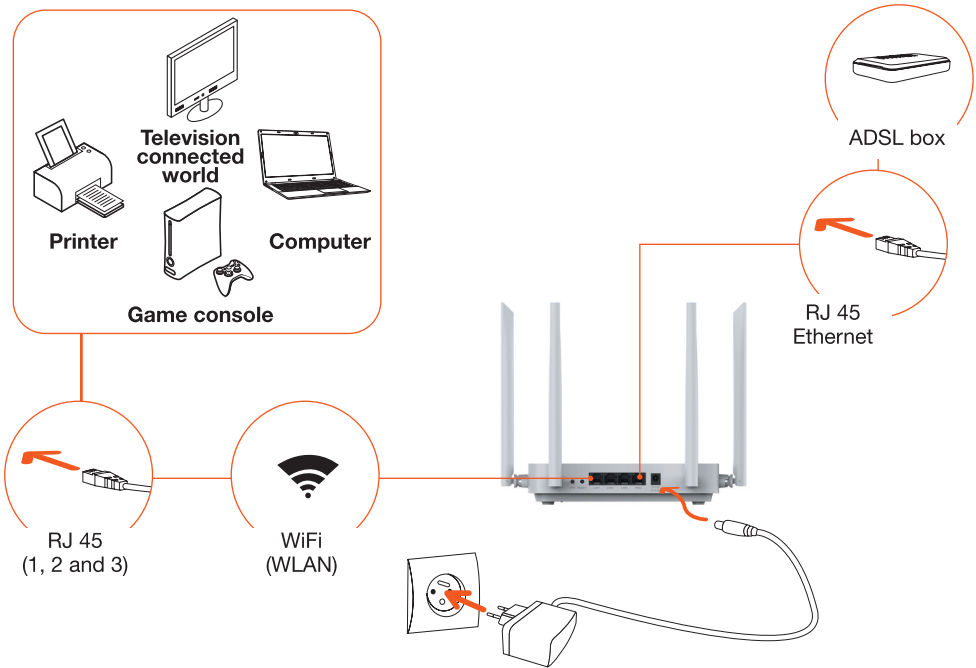 Television
connected
world
Printer
Computer
Game console
ADSL box
RJ 45
Ethernet
RJ 45
(1, 2 and 3)
WiFi
(WLAN)